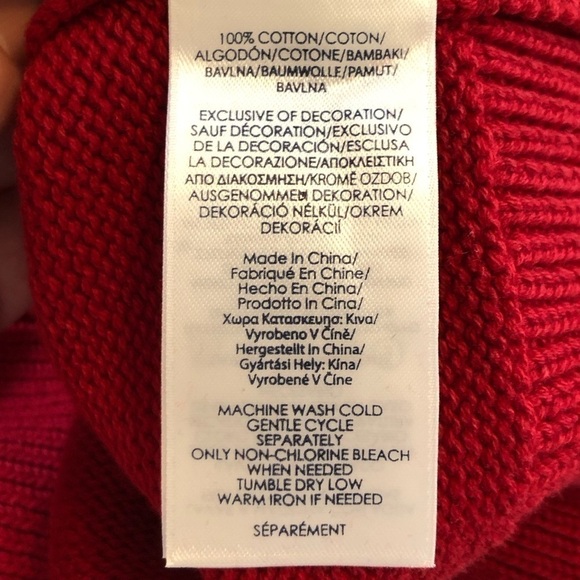 100% COTTON/COTON/
ALGODÓN/COTONE/BAMBAKI/
BAVLNA/BAUMWOLLE/PAMUT/
BAVLNA
EXCLUSIVE OF DECORATION/
SAUF DÉCORATION/EXCLUSIVO
DE LA DECORACIÓN/ESCLUSA
LA DECORAZIONE/ΑΠΟΚΛΕΙΣΤΙΚΗ
ΑΠΟ ΔΙΑΚΟΣΜΗΣΗ/KROMĚ OZDOB/
AUSGENOMMEN DEKORATION/
DEKORÁCIÓ NÉLKÜL/OKREM
DEKORÁCIÍ
Made In China/
Fabriqué En Chine/
Hecho En China/
Prodotto In Cina/
Χωρα Κατασκευησ: Κινα/
Vyrobeno V Číně/
Hergestellt in China/
Gyártási Hely: Kína/
Vyrobené V Číne
MACHINE WASH COLD
GENTLE CYCLE
SEPARATELY
ONLY NON-CHLORINE BLEACH
WHEN NEEDED
TUMBLE DRY LOW
WARM IRON IF NEEDED
SÉPARÉMENT